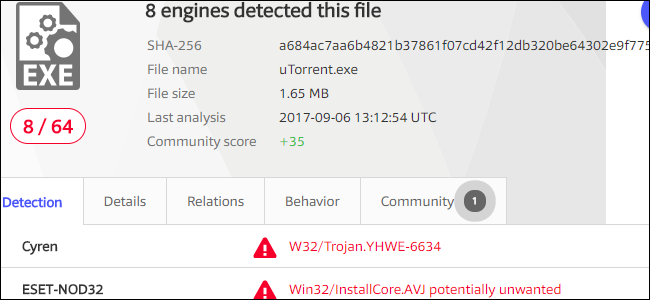 8 engines detected this file
EXE
SHA-256 a684ac7aa6b4821b37861f07cd42f12db320be64302e9f775
File name uTorrent.exe
File size 1.65 MB
8 / 64
Last analysis 2017-09-06 13:12:54 UTC
Community score +35
Detection Details Relations Behavior Community 1
Cyren W32/Trojan.YHWE-6634
ESET-NOD32 Win32/InstallCore.AVJ potentially unwanted